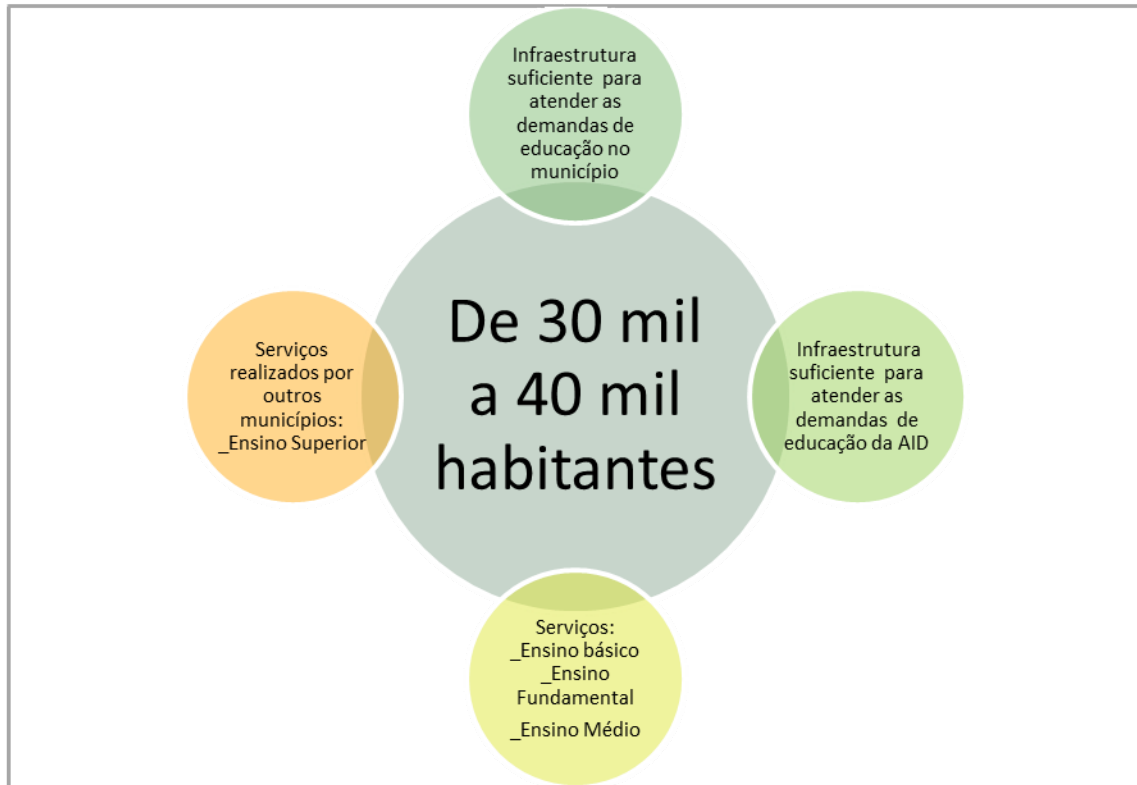 Infraestrutura
suficiente para
atender as
demandas de
educação no
município
De 30 mil
a 40 mil
habitantes
Serviços
realizados por
outros
municípios:
_Ensino Superior
Infraestrutura
suficiente para
atender as
demandas de
educação da AID
Serviços:
_Ensino básico
_Ensino
Fundamental
_Ensino Médio